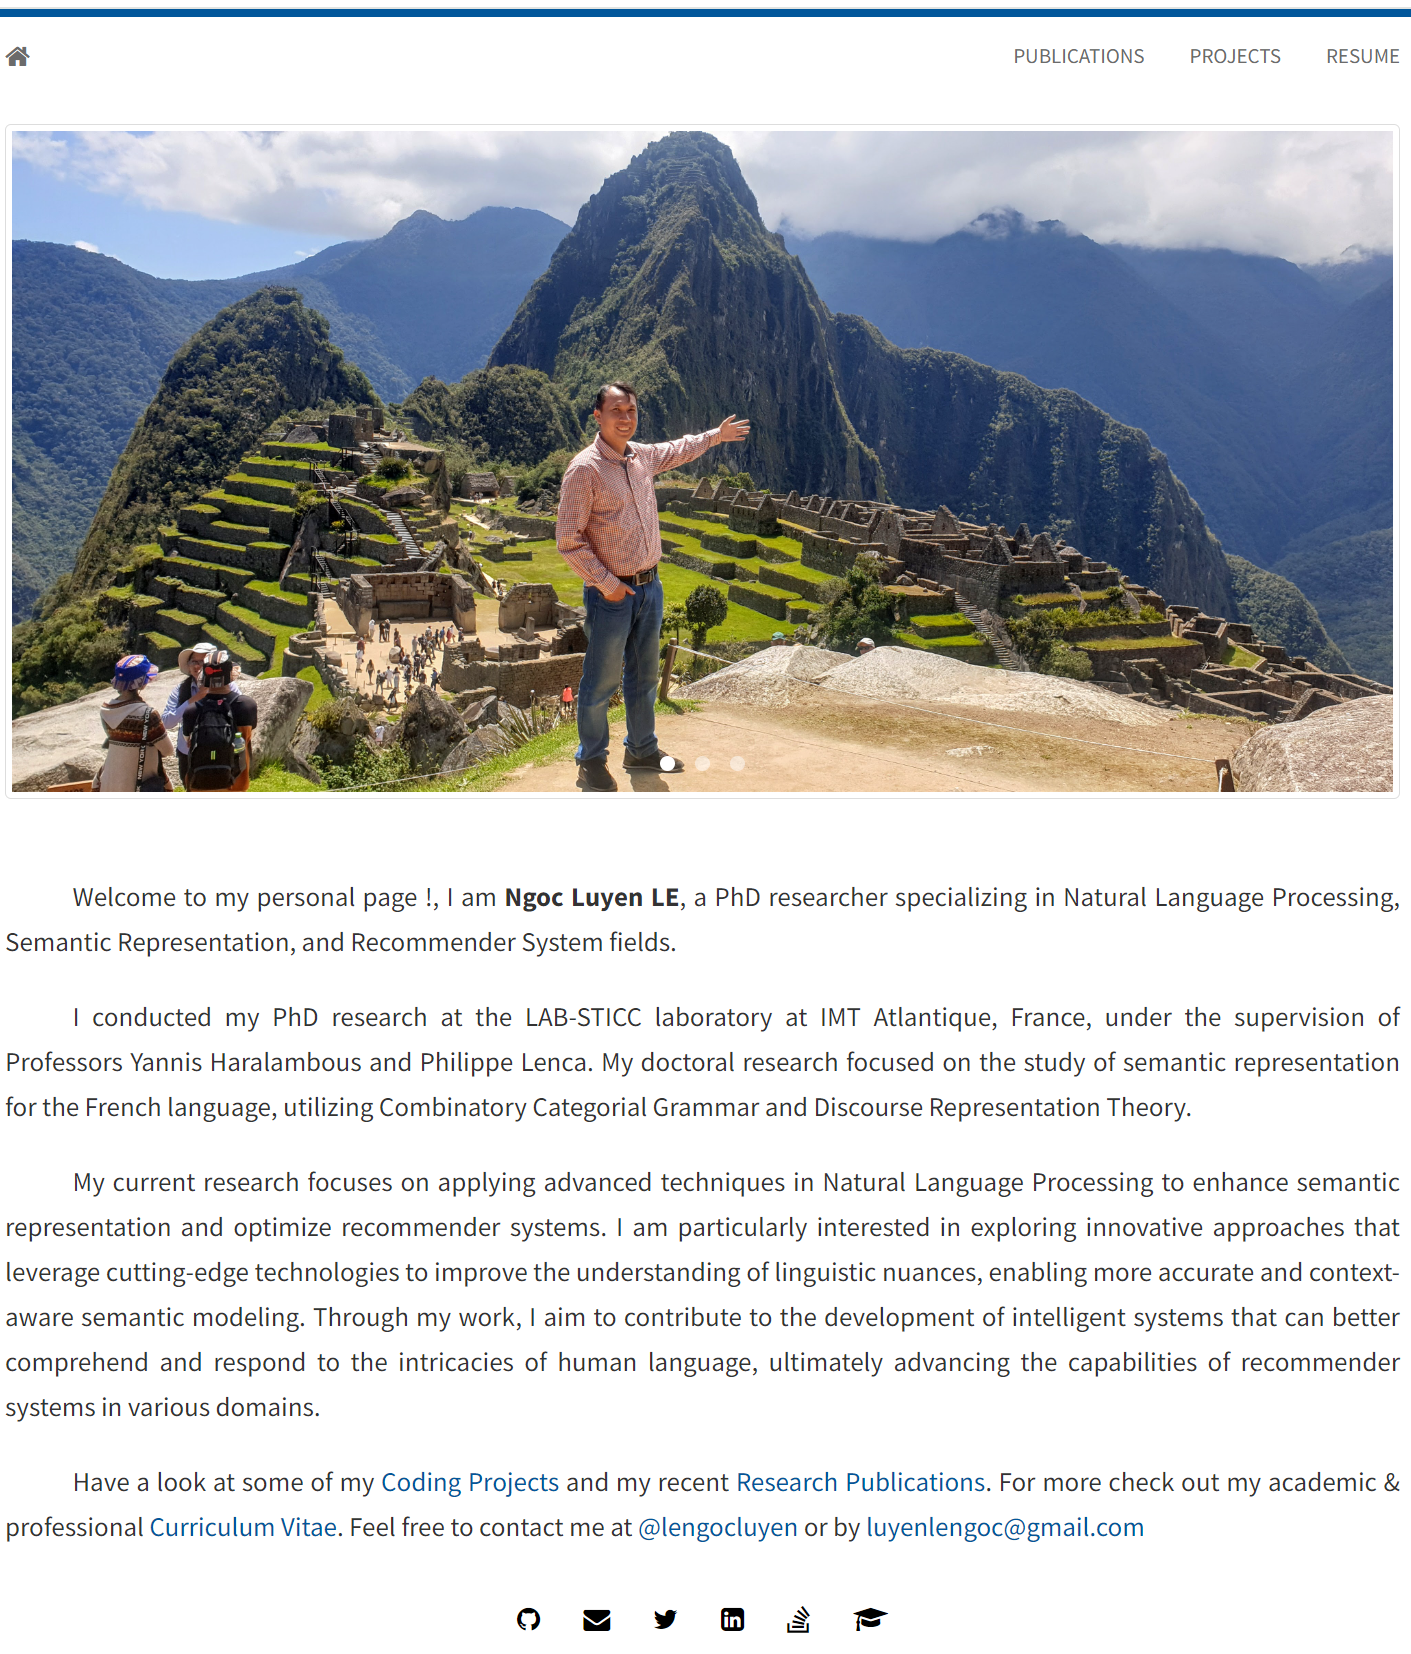 PUBLICATIONS PROJECTS RESUME
Welcome to my personal page !, I am Ngoc Luyen LE, a PhD researcher specializing in Natural Language Processing,
Semantic Representation, and Recommender System fields.
I conducted my PhD research at the LAB-STICC laboratory at IMT Atlantique, France, under the supervision of
Professors Yannis Haralambous and Philippe Lenca. My doctoral research focused on the study of semantic representation
for the French language, utilizing Combinatory Categorial Grammar and Discourse Representation Theory.
My current research focuses on applying advanced techniques in Natural Language Processing to enhance semantic
representation and optimize recommender systems. I am particularly interested in exploring innovative approaches that
leverage cutting-edge technologies to improve the understanding of linguistic nuances, enabling more accurate and context-
aware semantic modeling. Through my work, I aim to contribute to the development of intelligent systems that can better
comprehend and respond to the intricacies of human language, ultimately advancing the capabilities of recommender
systems in various domains.
Have a look at some of my Coding Projects and my recent Research Publications. For more check out my academic &
professional Curriculum Vitae. Feel free to contact me at @lengocluyen or by luyenlengoc@gmail.com
in